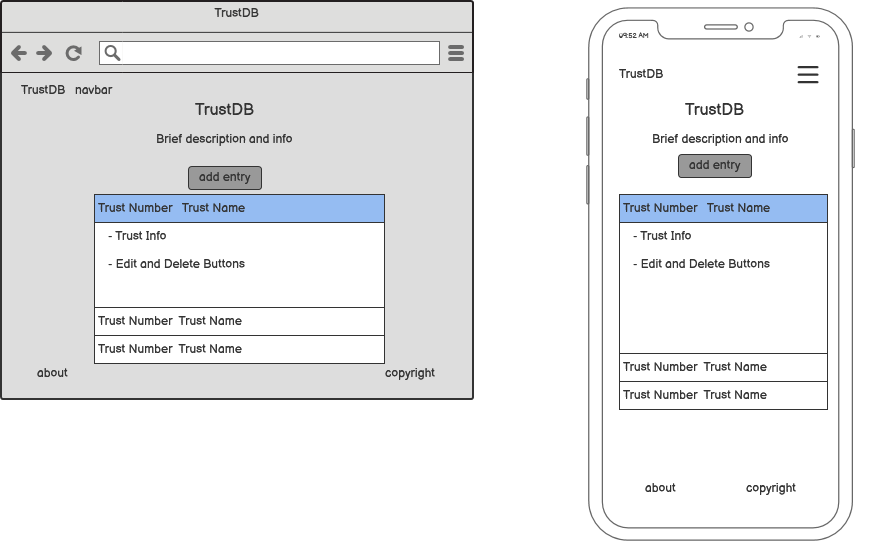 TrustDB
TrustDB navbar
TrustDB
Brief description and info
add entry
Trust Number Trust Name
- Trust Info
- Edit and Delete Buttons
Trust Number Trust Name
Trust Number Trust Name
about copyright
09:52 AM
TrustDB
TrustDB
Brief description and info
add entry
Trust Number Trust Name
- Trust Info
- Edit and Delete Buttons
Trust Number Trust Name
Trust Number Trust Name
about copyright